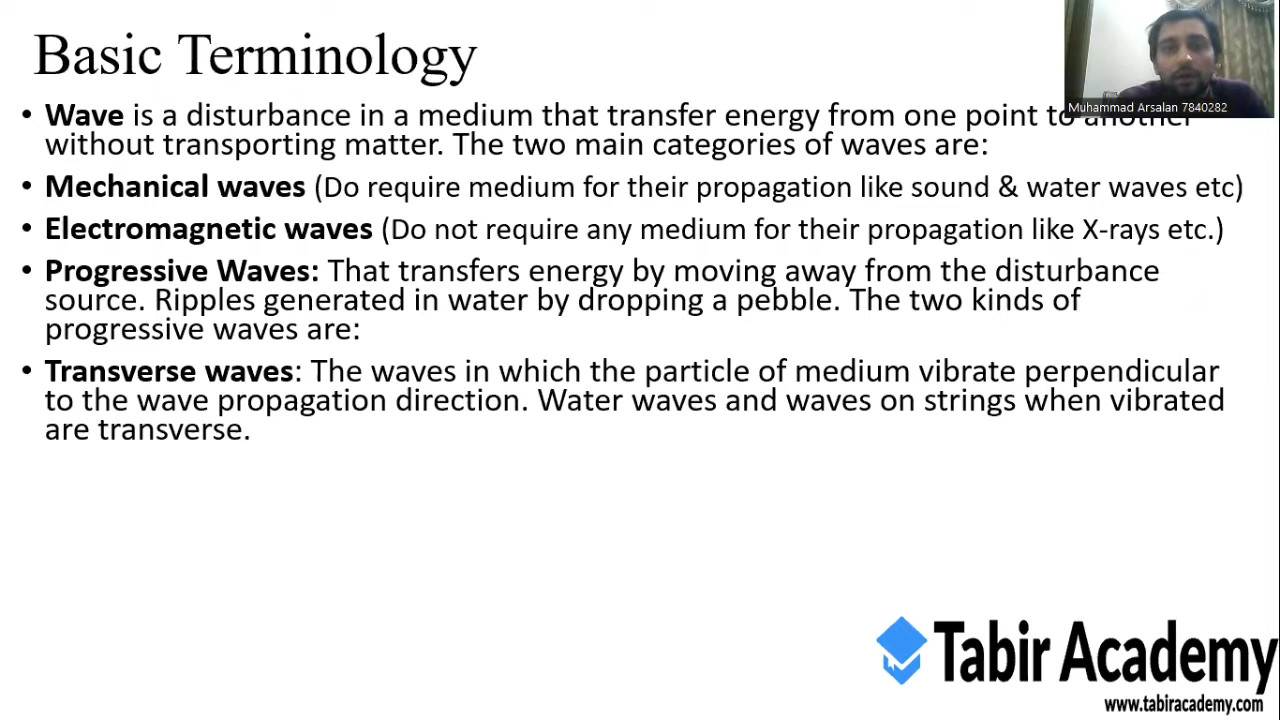 Basic Terminology
Muhammad Arsalan 7840282
• Wave is a disturbance in a medium that transfer energy from one point to another
without transporting matter. The two main categories of waves are:
• Mechanical waves (Do require medium for their propagation like sound & water waves etc)
• Electromagnetic waves (Do not require any medium for their propagation like X-rays etc.)
• Progressive Waves: That transfers energy by moving away from the disturbance
source. Ripples generated in water by dropping a pebble. The two kinds of
progressive waves are:
• Transverse waves: The waves in which the particle of medium vibrate perpendicular
to the wave propagation direction. Water waves and waves on strings when vibrated
are transverse.
Tabir Academy
www.tabiracademy.com